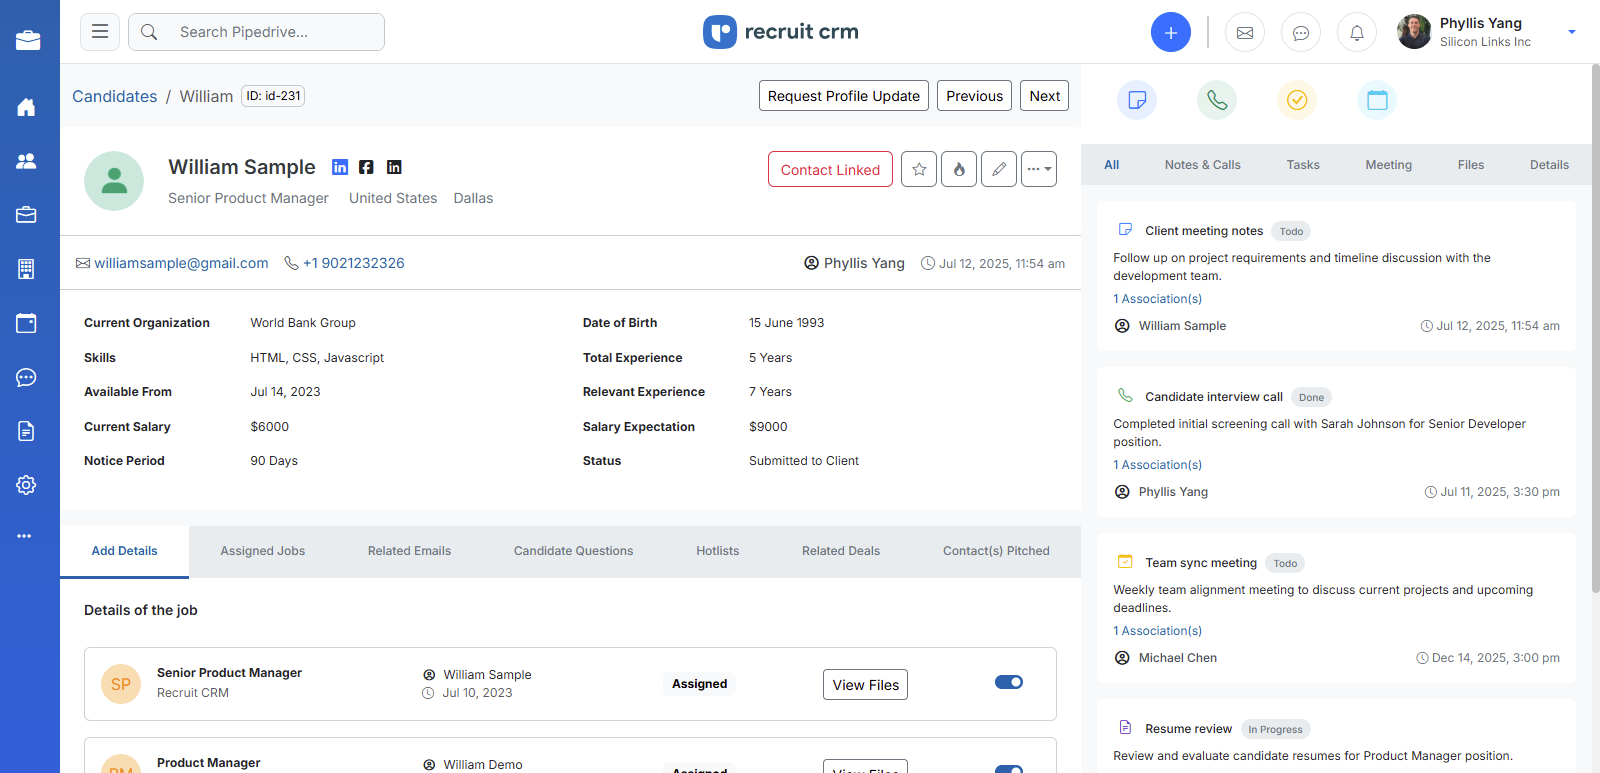 Search Pipedrive...
recruit crm
Phyllis Yang
Silicon Links Inc
Candidates / William ID: id-231
Request Profile Update
Previous
Next
William Sample
Senior Product Manager United States Dallas
Contact Linked
williamsample@gmail.com +1 9021232326
Phyllis Yang Jul 12, 2025, 11:54 am
Current Organization World Bank Group
Date of Birth 15 June 1993
Skills HTML, CSS, Javascript
Total Experience 5 Years
Available From Jul 14, 2023
Relevant Experience 7 Years
Current Salary $6000
Salary Expectation $9000
Notice Period 90 Days
Status Submitted to Client
Add Details
Assigned Jobs
Related Emails
Candidate Questions
Hotlists
Related Deals
Contact(s) Pitched
Details of the job
SP
Senior Product Manager
Recruit CRM
William Sample
Jul 10, 2023
Assigned
View Files
PM
Product Manager
William Demo
Assigned
View Files
All
Notes & Calls
Tasks
Meeting
Files
Details
Client meeting notes Todo
Follow up on project requirements and timeline discussion with the
development team.
1 Association(s)
William Sample Jul 12, 2025, 11:54 am
Candidate interview call Done
Completed initial screening call with Sarah Johnson for Senior Developer
position.
1 Association(s)
Phyllis Yang Jul 11, 2025, 3:30 pm
Team sync meeting Todo
Weekly team alignment meeting to discuss current projects and upcoming
deadlines.
1 Association(s)
Michael Chen Dec 14, 2025, 3:00 pm
Resume review In Progress
Review and evaluate candidate resumes for Product Manager position.